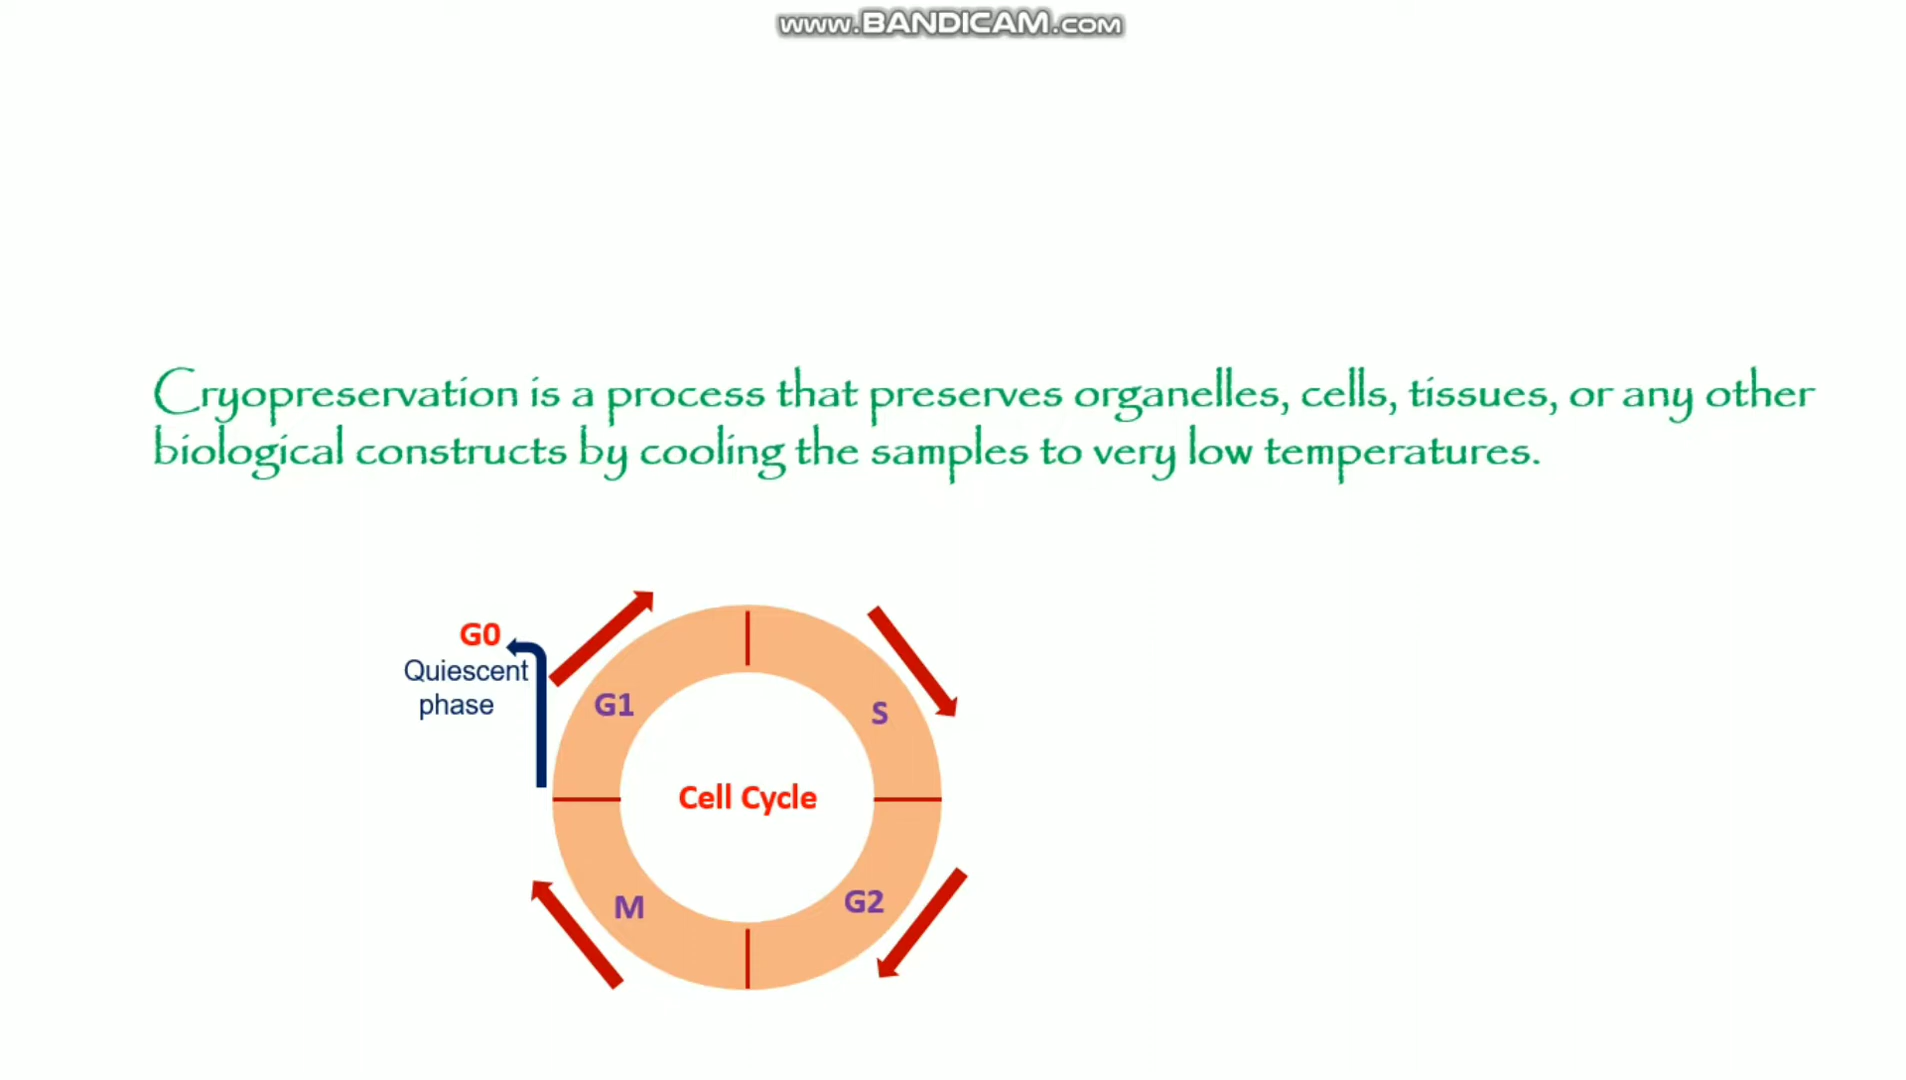 www.BANDICAM.com
Cryopreservation is a process that preserves organelles, cells, tissues, or any other
biological constructs by cooling the samples to very low temperatures.
G0
Quiescent
phase
G1
S
Cell Cycle
M
G2